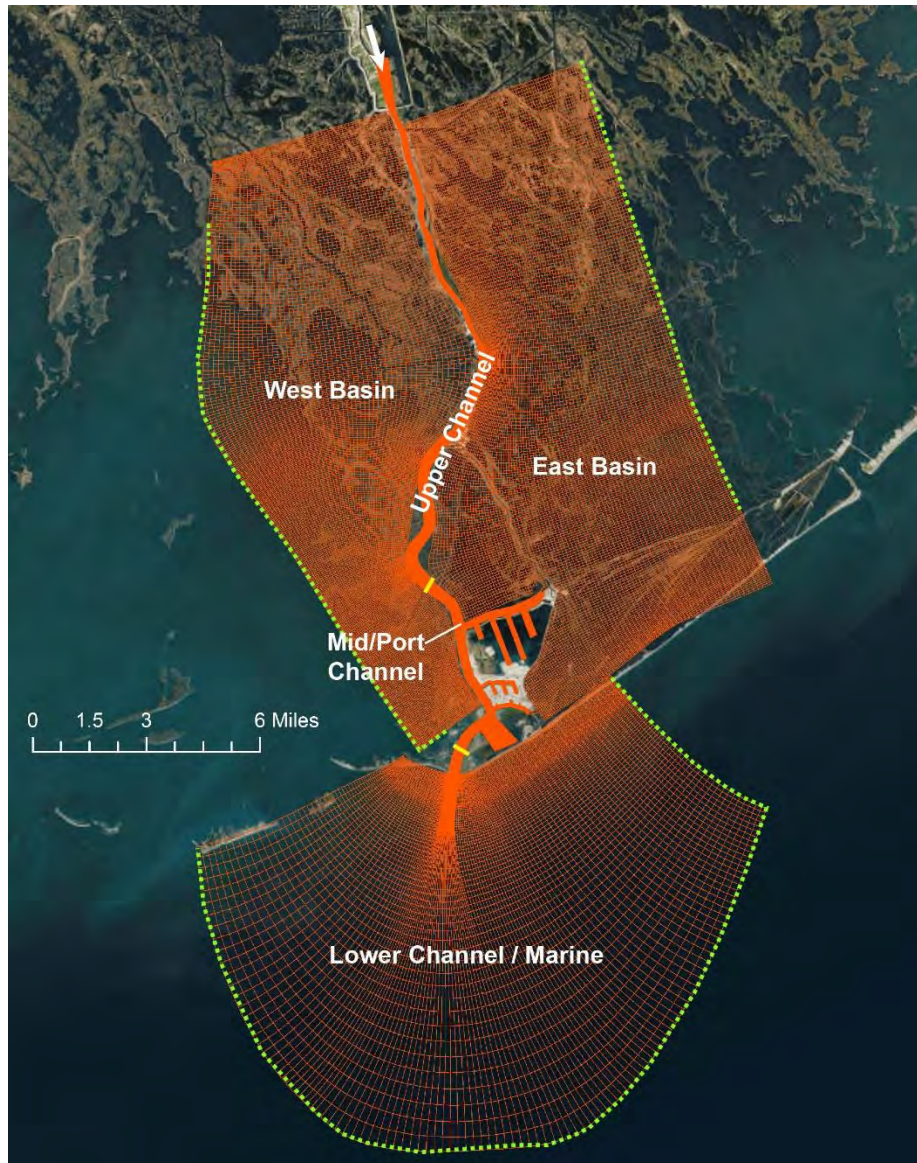 West Basin
Upper Channel
East Basin
Mid/Port
Channel
0 1.5 3 6 Miles
Lower Channel / Marine